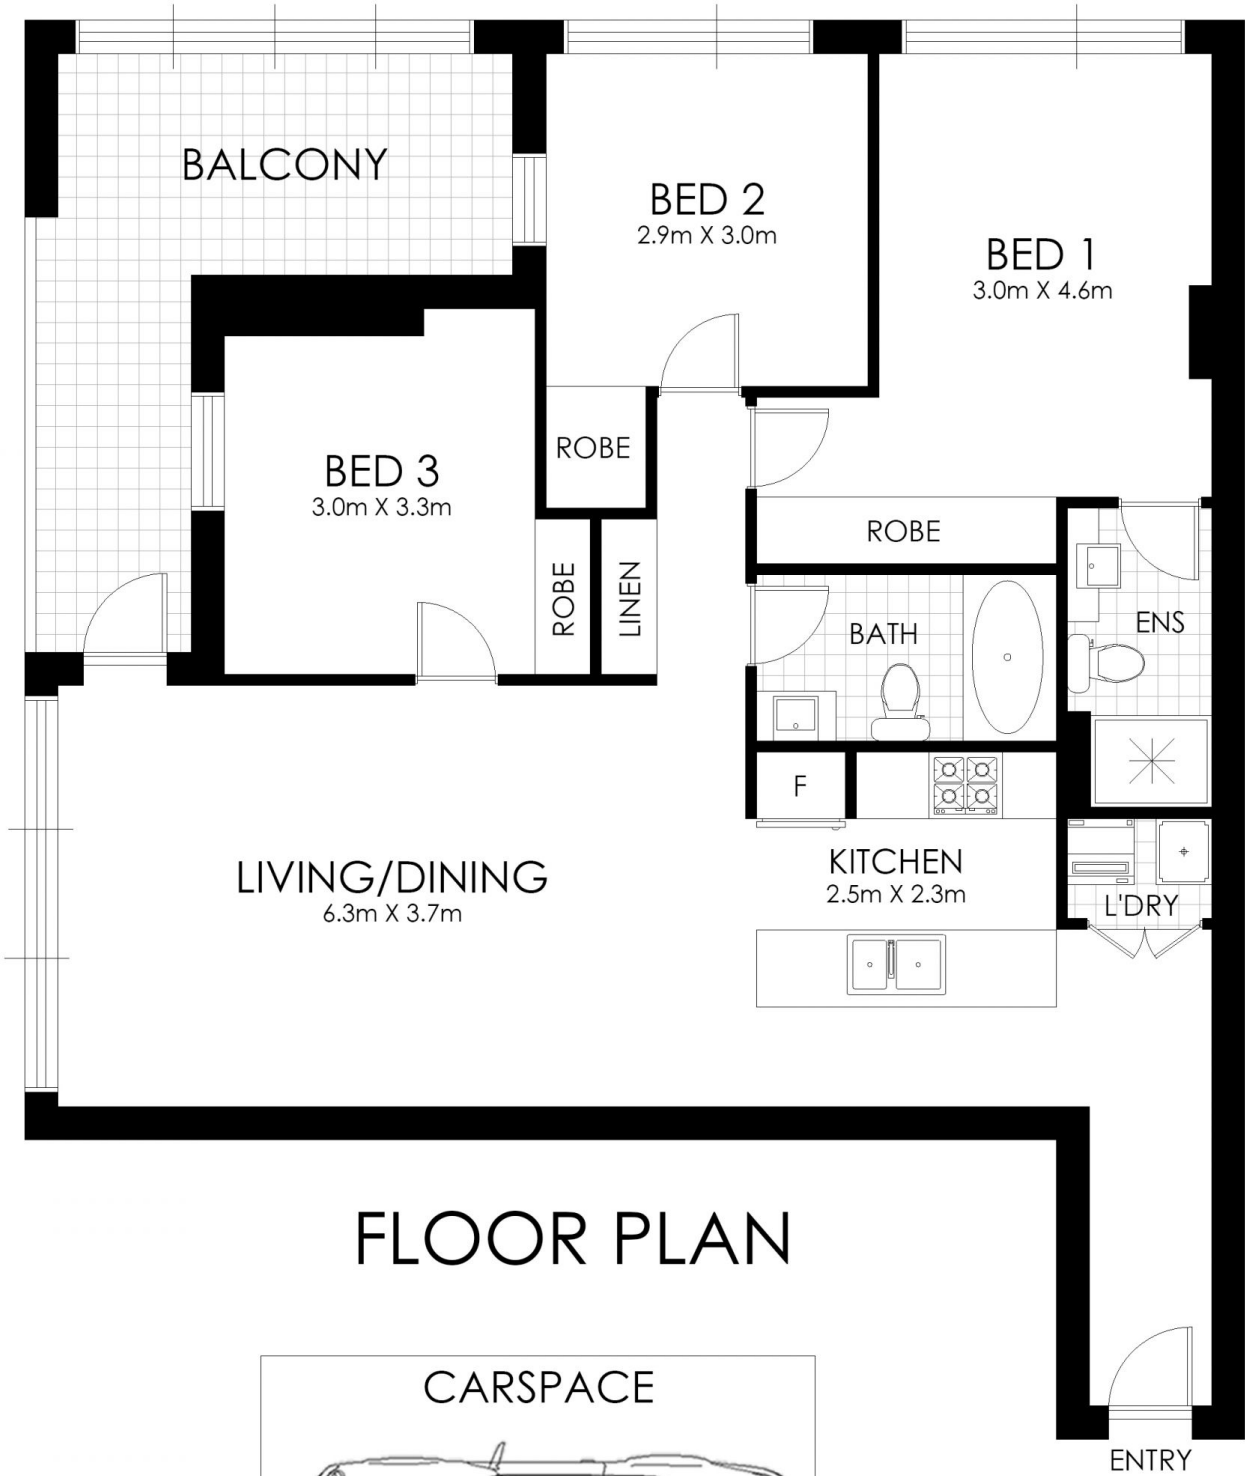 BALCONY
BED 2
2.9m X 3.0m
BED 1
3.0m X 4.6m
ROBE
BED 3
3.0m X 3.3m
ROBE
ROBE
LINEN
BATH
ENS
F
LIVING/DINING
6.3m X 3.7m
KITCHEN
2.5m X 2.3m
L'DRY
FLOOR PLAN
CARSPACE
ENTRY